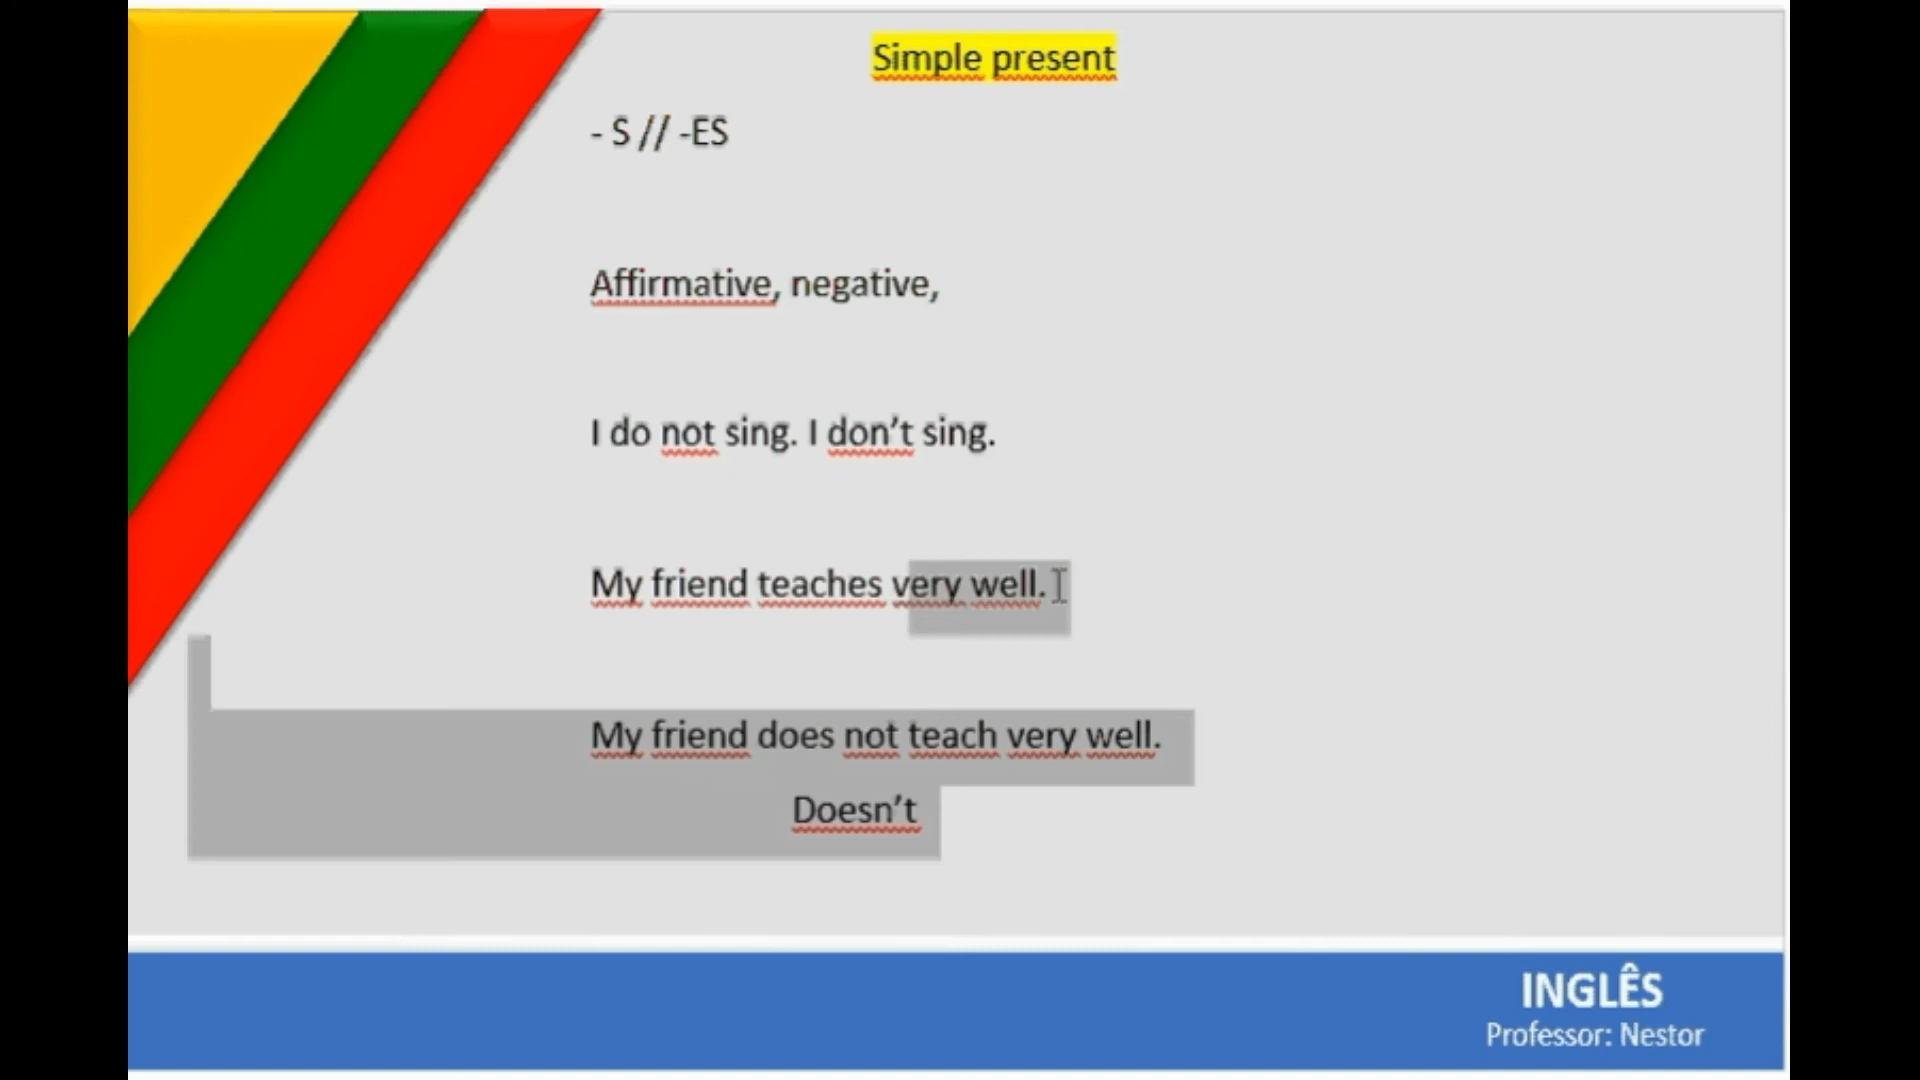 Simple present
- S // -ES
Affirmative, negative,
I do not sing. I don’t sing.
My friend teaches very well.
My friend does not teach very well.
Doesn’t
INGLÊS
Professor: Nestor